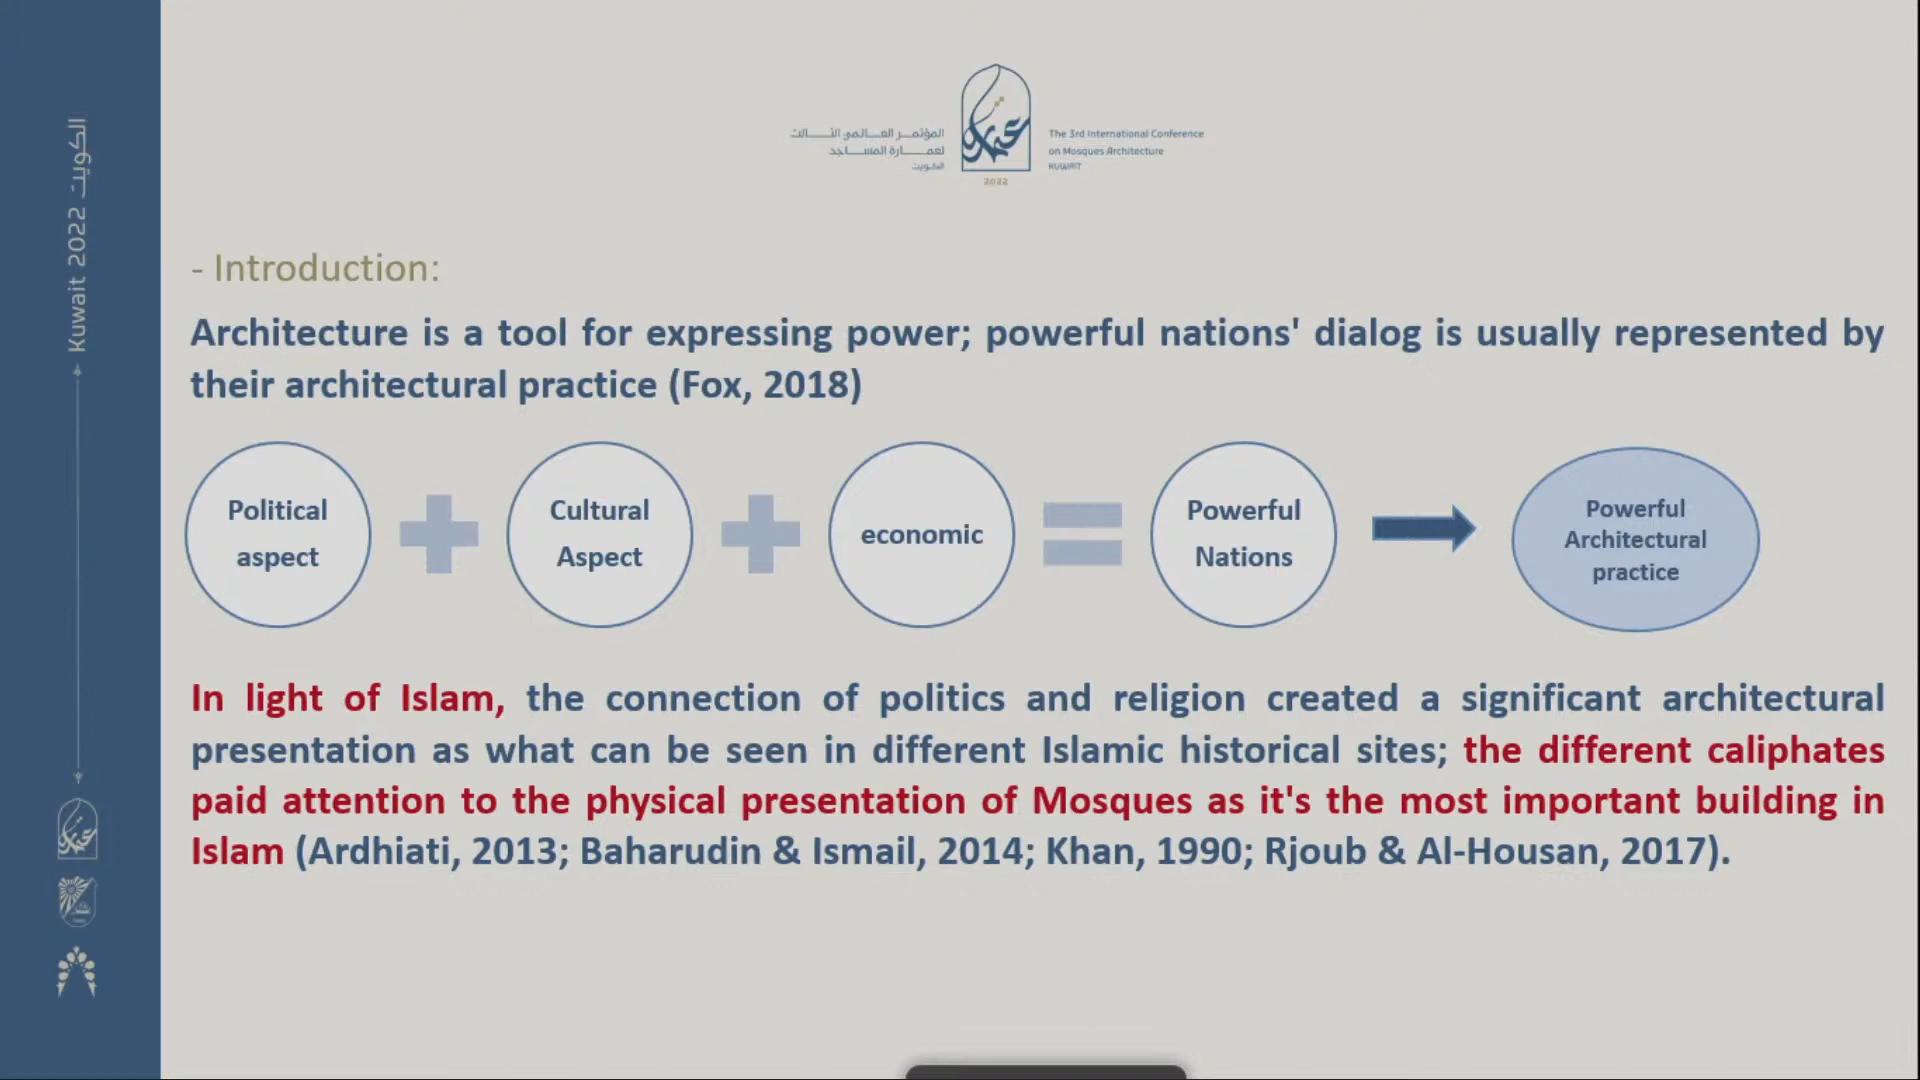 المؤتمـر العـالمي الثـالث
لعمـارة المسـاجد
الكويت
The 3rd International Conference
on Mosques Architecture
KUWAIT
2022
Kuwait 2022 الكويت
- Introduction:
Architecture is a tool for expressing power; powerful nations' dialog is usually represented by
their architectural practice (Fox, 2018)
Political
aspect
Cultural
Aspect
economic
Powerful
Nations
Powerful
Architectural
practice
In light of Islam, the connection of politics and religion created a significant architectural
presentation as what can be seen in different Islamic historical sites; the different caliphates
paid attention to the physical presentation of Mosques as it's the most important building in
Islam (Ardhiati, 2013; Baharudin & Ismail, 2014; Khan, 1990; Rjoub & Al-Housan, 2017).